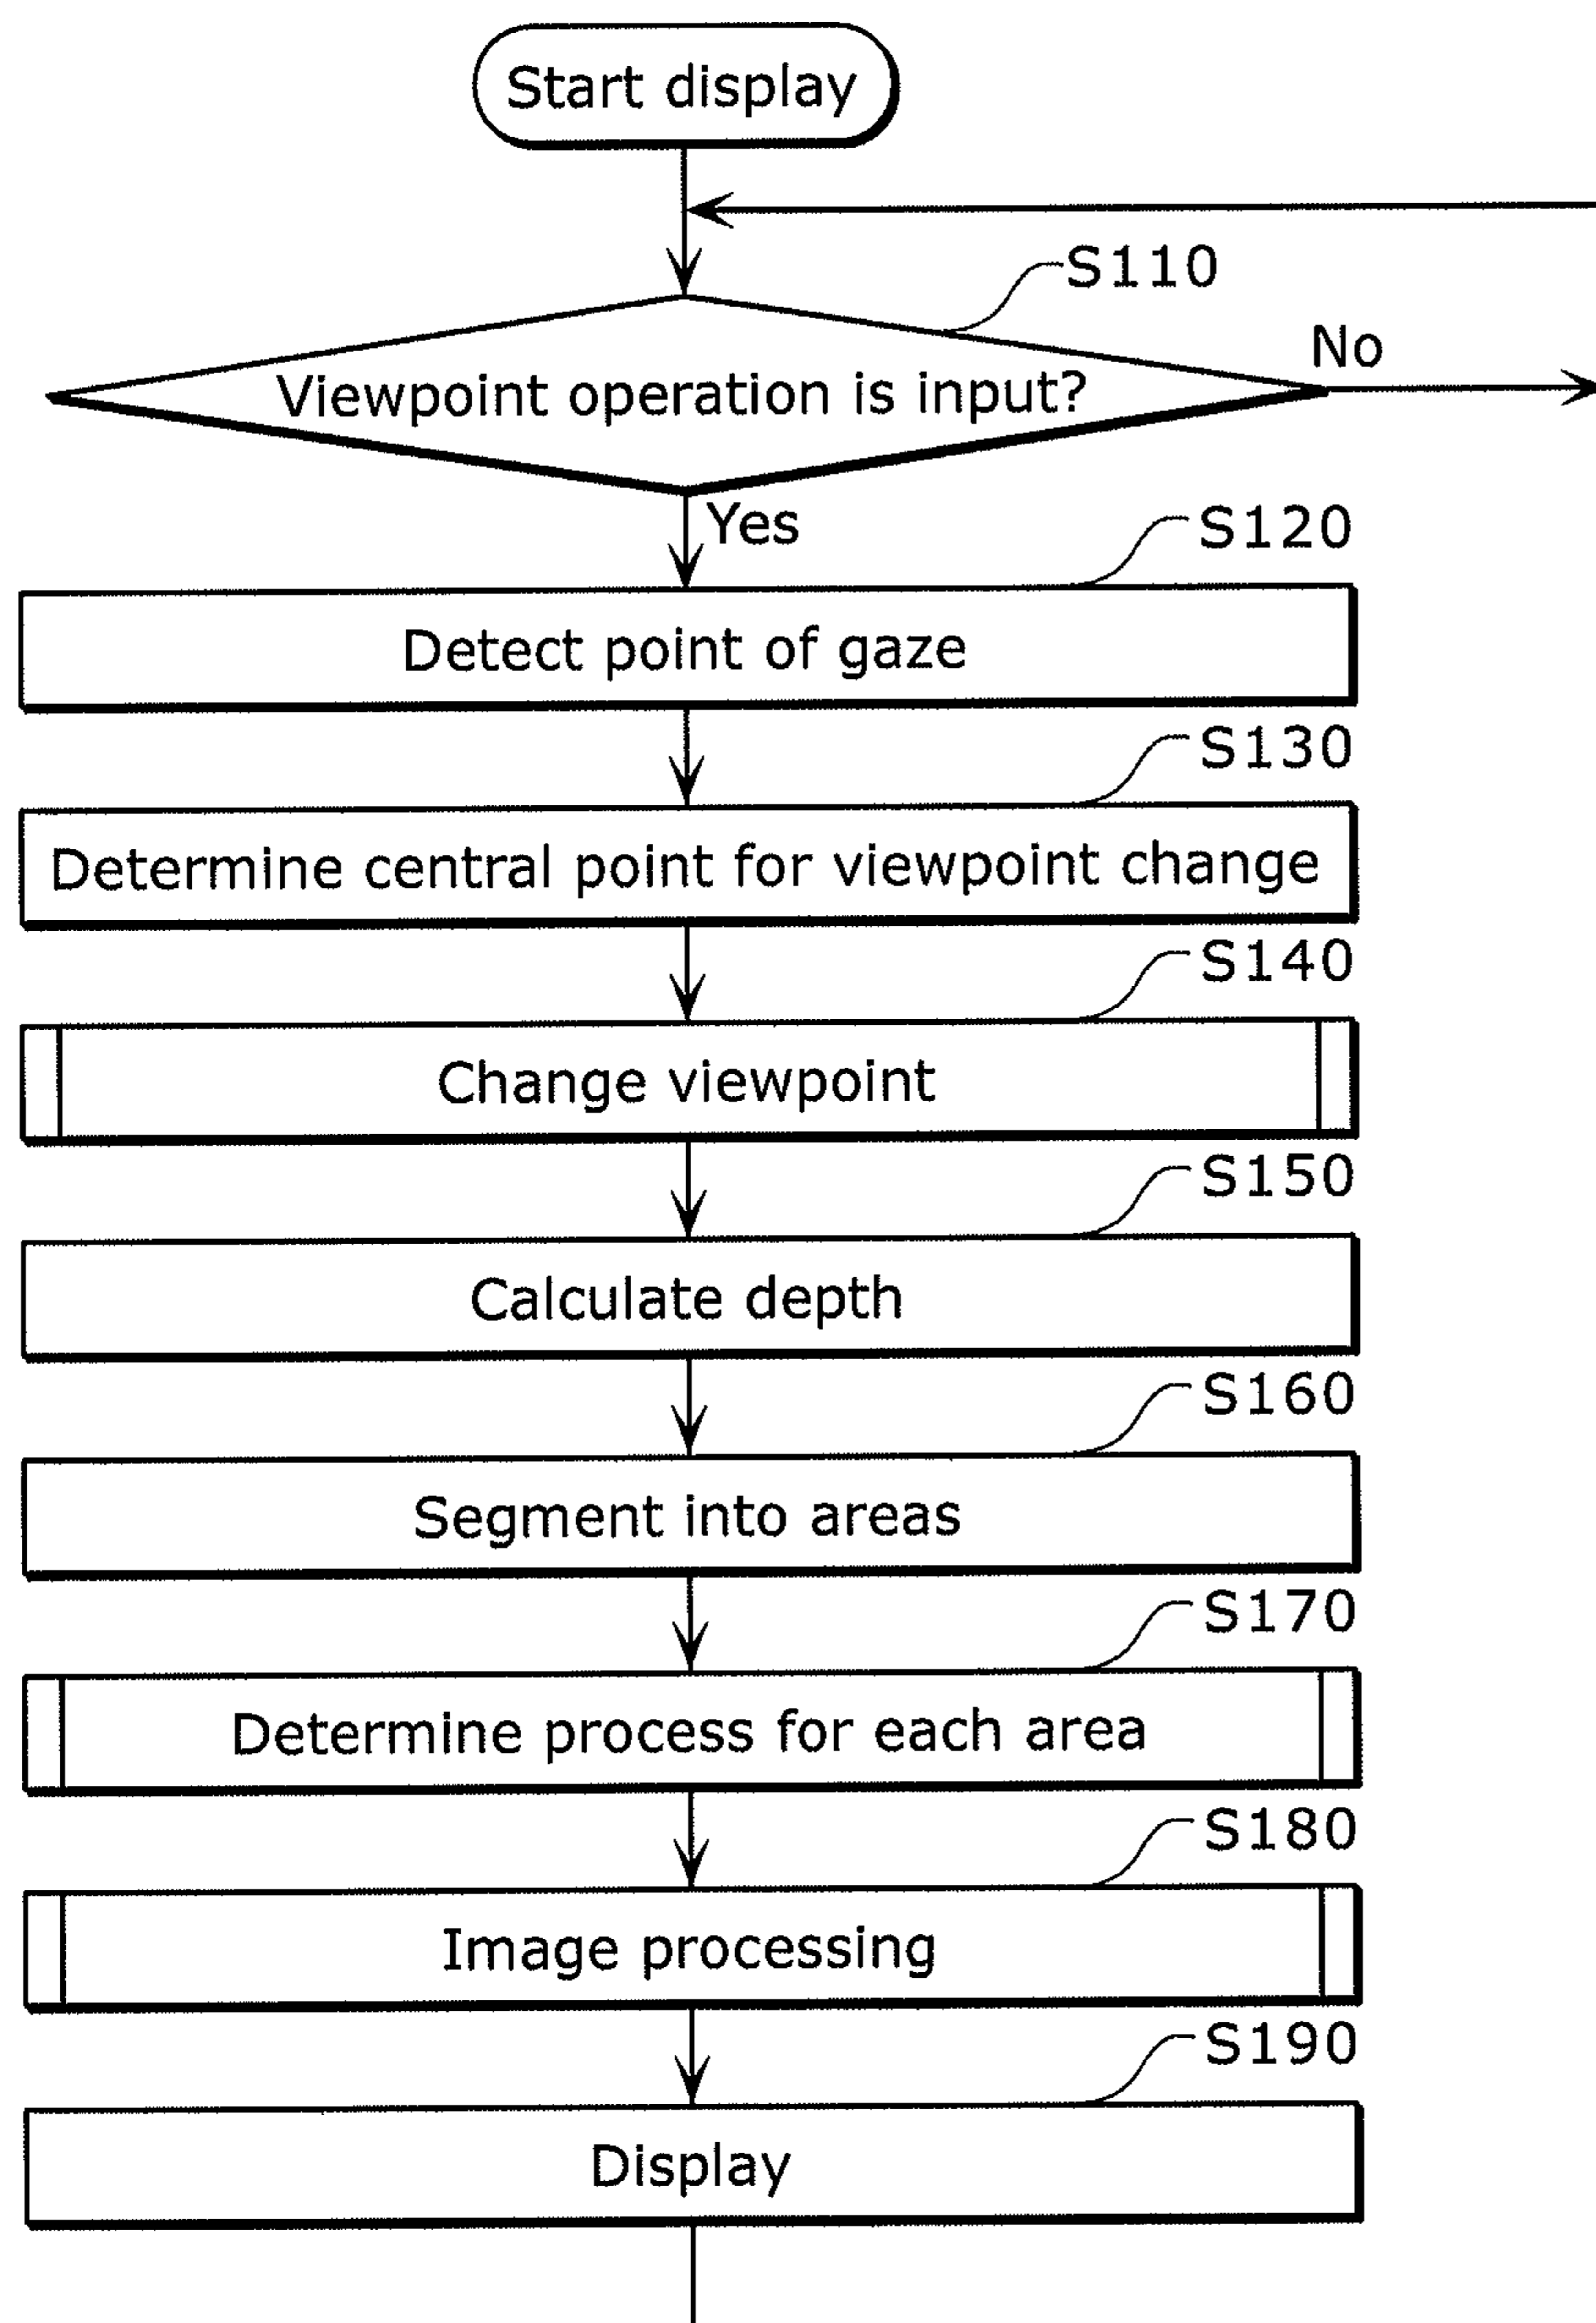 Start display
S110
Viewpoint operation is input?
No
Yes
S120
Detect point of gaze
S130
Determine central point for viewpoint change
S140
Change viewpoint
S150
Calculate depth
S160
Segment into areas
S170
Determine process for each area
S180
Image processing
S190
Display